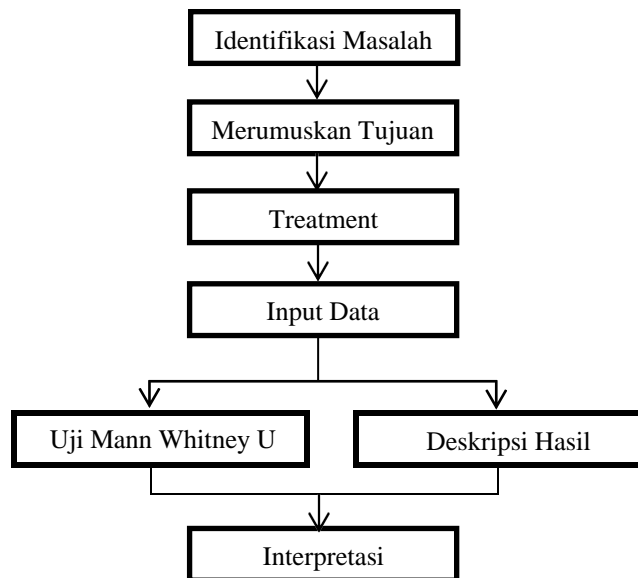 Identifikasi Masalah
Merumuskan Tujuan
Treatment
Input Data
Uji Mann Whitney U
Deskripsi Hasil
Interpretasi